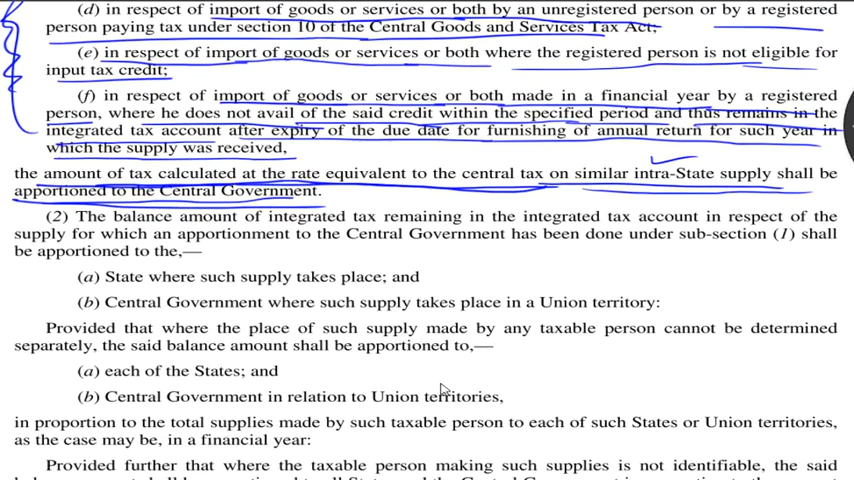 (d) in respect of import of goods or services or both by an unregistered person or by a registered
person paying tax under section 10 of the Central Goods and Services Tax Act;
(e) in respect of import of goods or services or both where the registered person is not eligible for
input tax credit;
(f) in respect of import of goods or services or both made in a financial year by a registered
person, where he does not avail of the said credit within the specified period and thus remains in the
integrated tax account after expiry of the due date for furnishing of annual return for such year in
which the supply was received,
the amount of tax calculated at the rate equivalent to the central tax on similar intra-State supply shall be
apportioned to the Central Government.
(2) The balance amount of integrated tax remaining in the integrated tax account in respect of the
supply for which an apportionment to the Central Government has been done under sub-section (1) shall
be apportioned to the,—
(a) State where such supply takes place; and
(b) Central Government where such supply takes place in a Union territory:
Provided that where the place of such supply made by any taxable person cannot be determined
separately, the said balance amount shall be apportioned to,—
(a) each of the States; and
(b) Central Government in relation to Union territories,
in proportion to the total supplies made by such taxable person to each of such States or Union territories,
as the case may be, in a financial year:
Provided further that where the taxable person making such supplies is not identifiable, the said